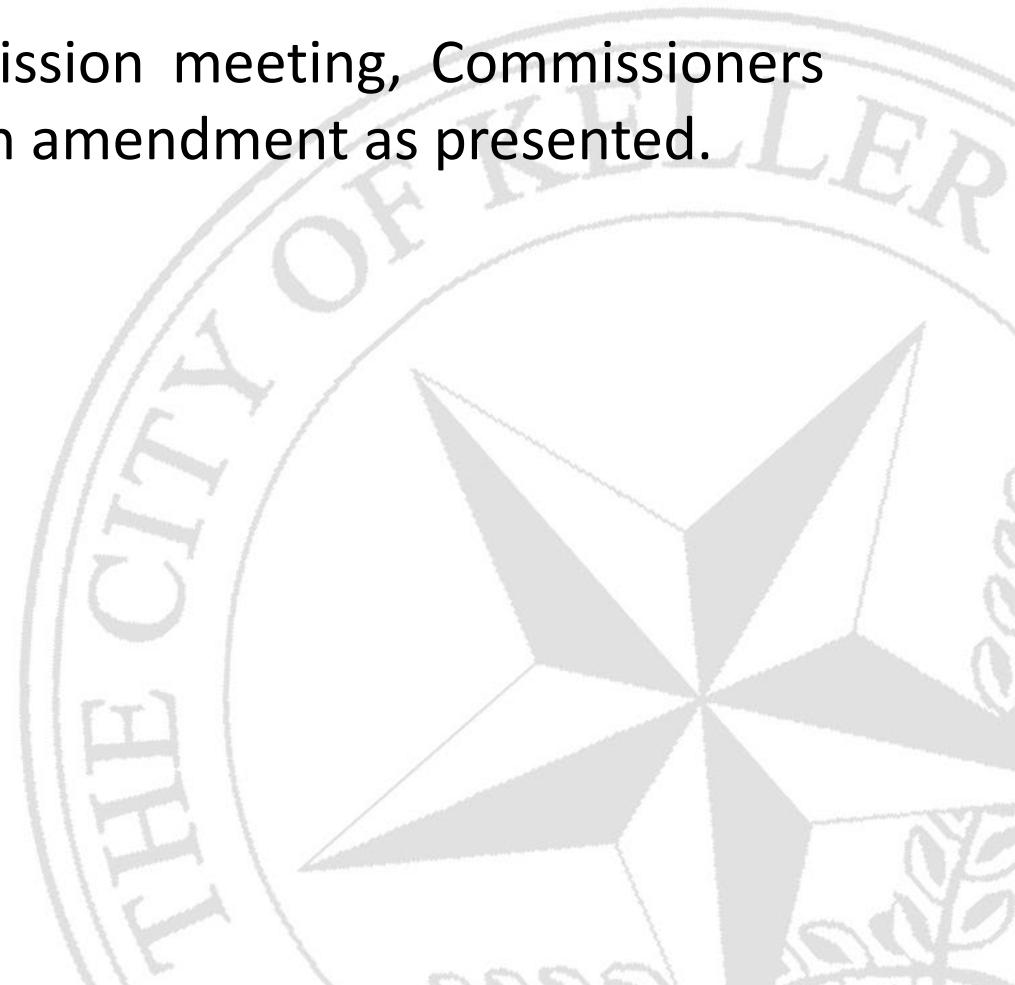 ission meeting, Commissioners
n amendment as presented.
THE CITY OF KELLER